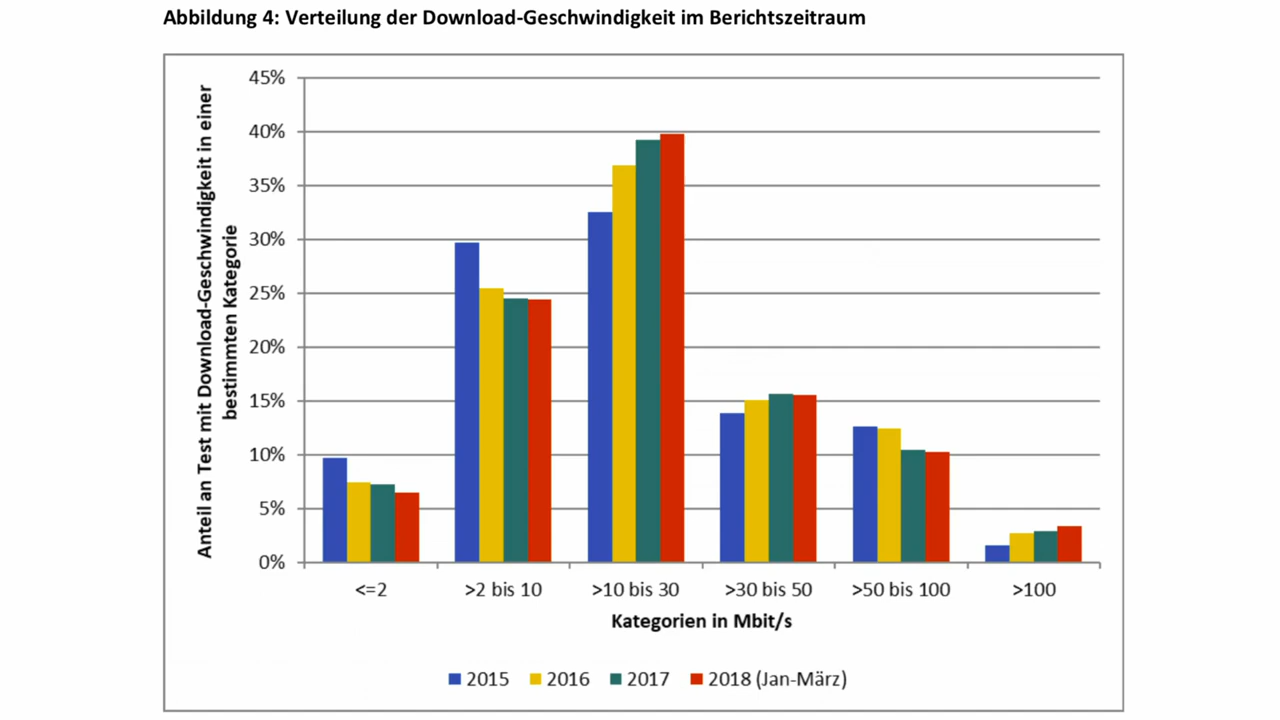 Abbildung 4: Verteilung der Download-Geschwindigkeit im Berichtszeitraum
Anteil an Test mit Download-Geschwindigkeit in einer
bestimmten Kategorie
45%
40%
35%
30%
25%
20%
15%
10%
5%
0%
<=2 >2 bis 10 >10 bis 30 >30 bis 50 >50 bis 100 >100
Kategorien in Mbit/s
2015 2016 2017 2018 (Jan-März)